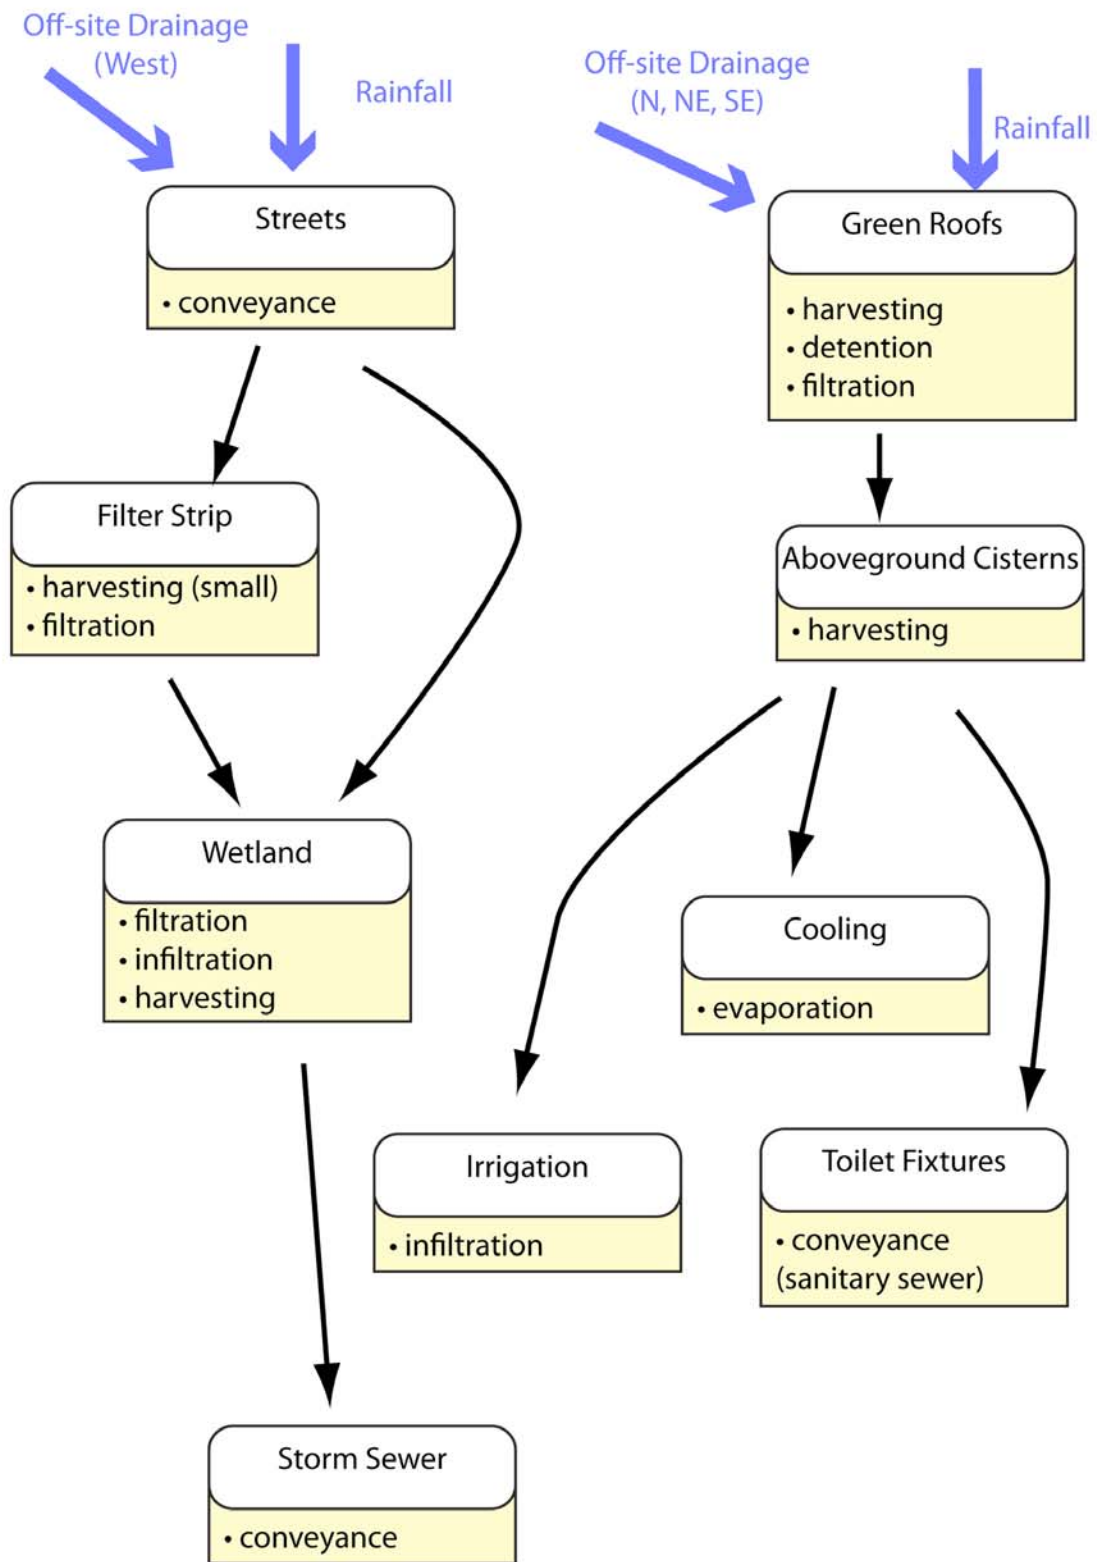 Off-site Drainage
(West)
Rainfall
Off-site Drainage
(N, NE, SE)
Rainfall
Streets
• conveyance
Green Roofs
• harvesting
• detention
• filtration
Filter Strip
• harvesting (small)
• filtration
Aboveground Cisterns
• harvesting
Wetland
• filtration
• infiltration
• harvesting
Cooling
• evaporation
Irrigation
• infiltration
Toilet Fixtures
• conveyance
(sanitary sewer)
Storm Sewer
• conveyance